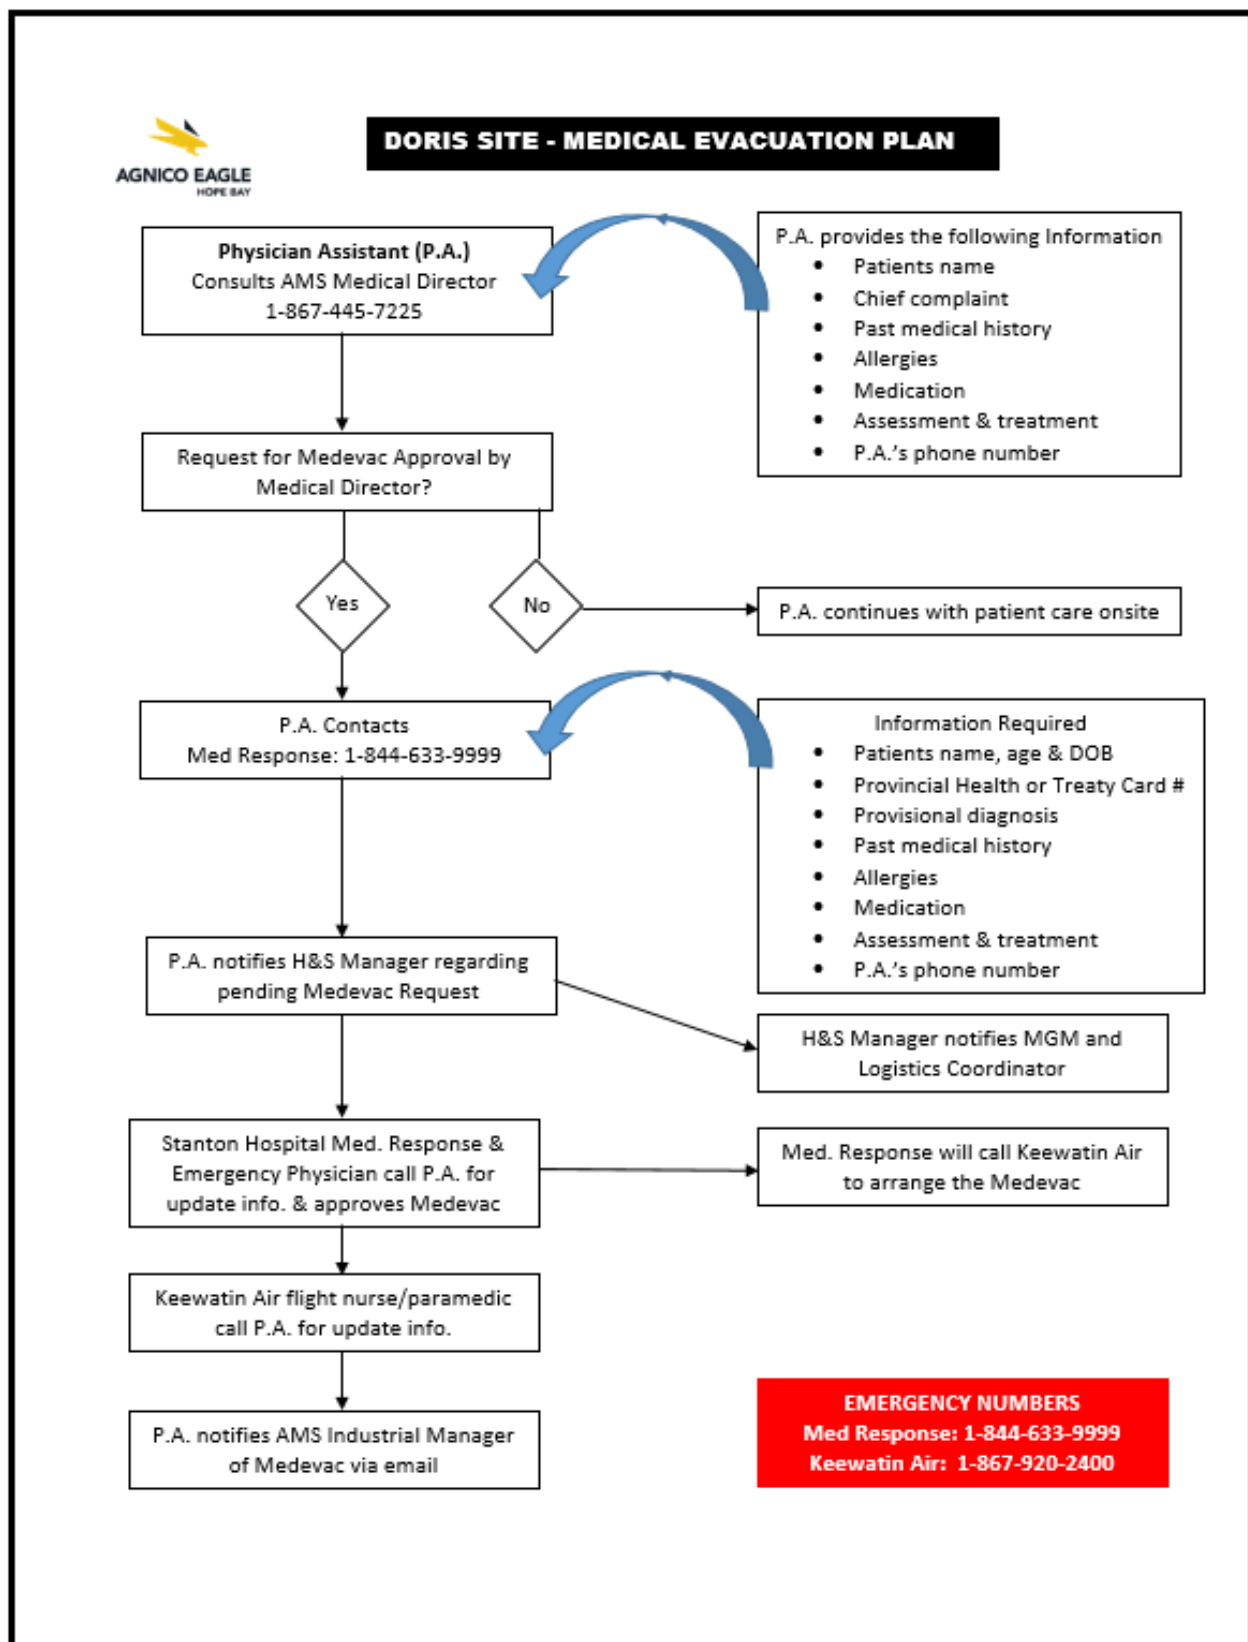 AGNICO EAGLE
HOPE BAY
DORIS SITE - MEDICAL EVACUATION PLAN
Physician Assistant (P.A.)
Consults AMS Medical Director
1-867-445-7225
P.A. provides the following Information
• Patients name
• Chief complaint
• Past medical history
• Allergies
• Medication
• Assessment & treatment
• P.A.'s phone number
Request for Medevac Approval by
Medical Director?
Yes
No
P.A. continues with patient care onsite
P.A. Contacts
Med Response: 1-844-633-9999
Information Required
• Patients name, age & DOB
• Provincial Health or Treaty Card #
• Provisional diagnosis
• Past medical history
• Allergies
• Medication
• Assessment & treatment
• P.A.'s phone number
P.A. notifies H&S Manager regarding
pending Medevac Request
H&S Manager notifies MGM and
Logistics Coordinator
Stanton Hospital Med. Response &
Emergency Physician call P.A. for
update info. & approves Medevac
Med. Response will call Keewatin Air
to arrange the Medevac
Keewatin Air flight nurse/paramedic
call P.A. for update info.
P.A. notifies AMS Industrial Manager
of Medevac via email
EMERGENCY NUMBERS
Med Response: 1-844-633-9999
Keewatin Air: 1-867-920-2400